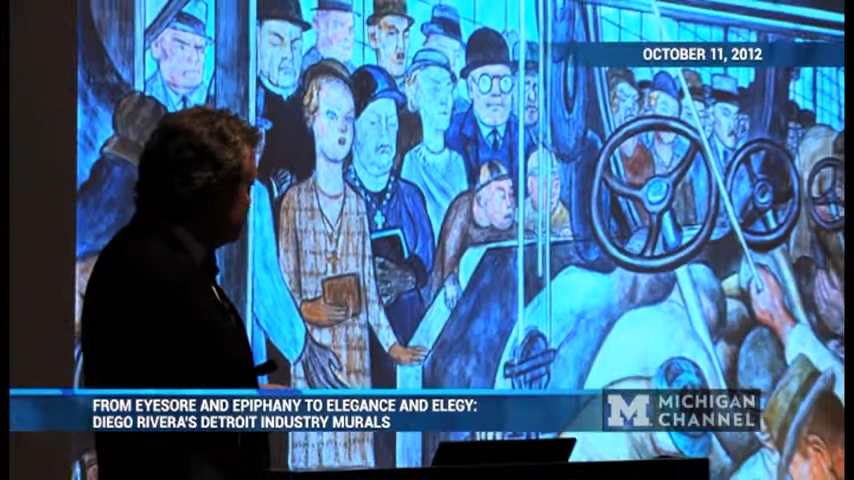 OCTOBER 11, 2012
FROM EYESORE AND EPIPHANY TO ELEGANCE AND ELEGY:
DIEGO RIVERA'S DETROIT INDUSTRY MURALS
M MICHIGAN
CHANNEL